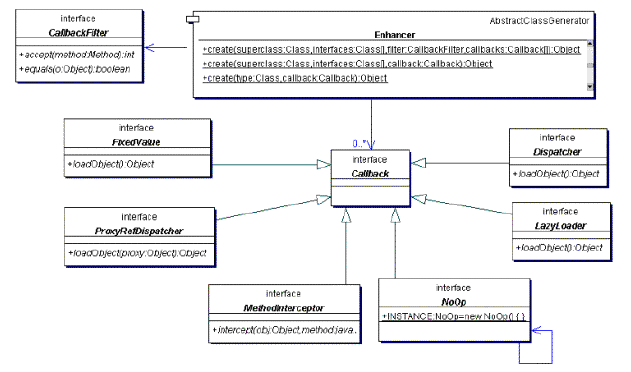 interface
CallbackFilter
+accept(method:Method):int
+equals(o:Object):boolean
AbstractClassGenerator
Enhancer
+create(superclass:Class,interfaces:Class[],filter:CallbackFilter,callbacks:Callback[]):Object
+create(superclass:Class,interfaces:Class[],callback:Callback):Object
+create(type:Class,callback:Callback):Object
0..*
interface
FixedValue
+loadObject():Object
interface
Callback
interface
Dispatcher
+loadObject():Object
interface
ProxyRefDispatcher
+loadObject(proxy:Object):Object
interface
LazyLoader
+loadObject():Object
interface
MethodInterceptor
+intercept(obj:Object,method:java.
interface
NoOp
+INSTANCE:NoOp=new NoOp() { }